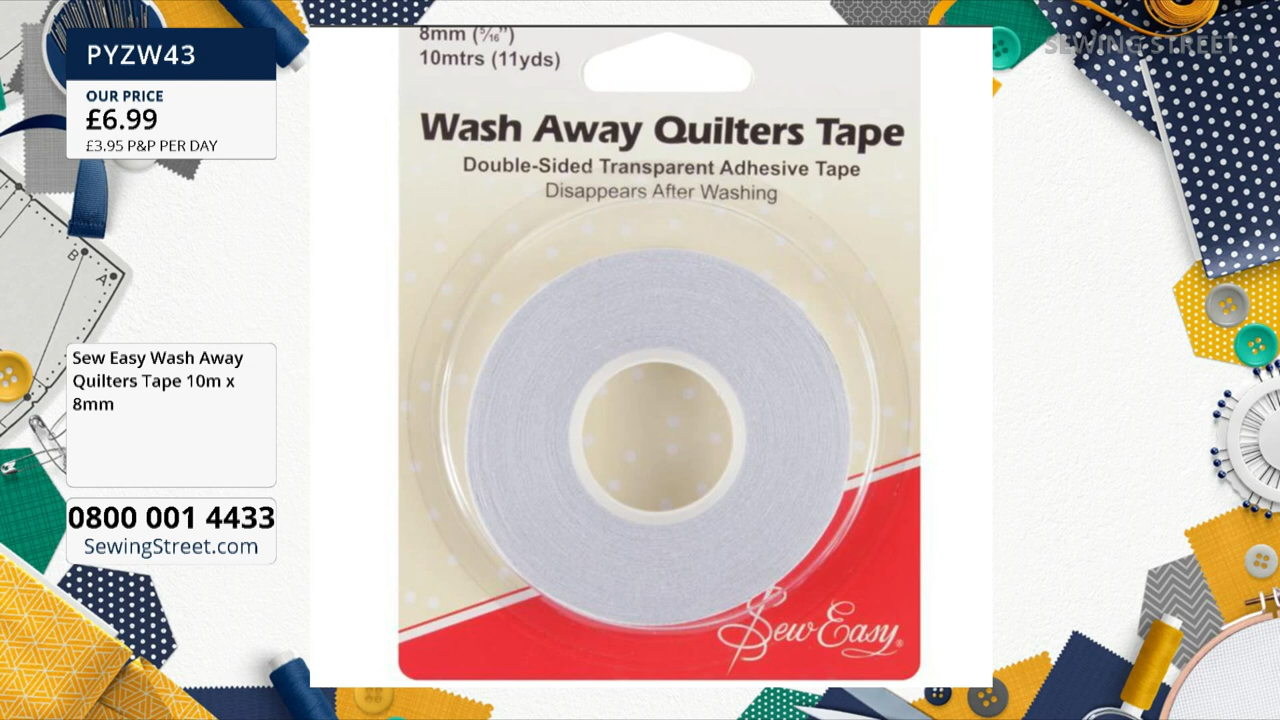 PYZW43
OUR PRICE
£6.99
£3.95 P&P PER DAY
Sew Easy Wash Away
Quilters Tape 10m x
8mm
0800 001 4433
SewingStreet.com
8mm (5/16")
10mtrs (11yds)
Wash Away Quilters Tape
Double-Sided Transparent Adhesive Tape
Disappears After Washing
Sew Easy®
SEWING STREET
B
A